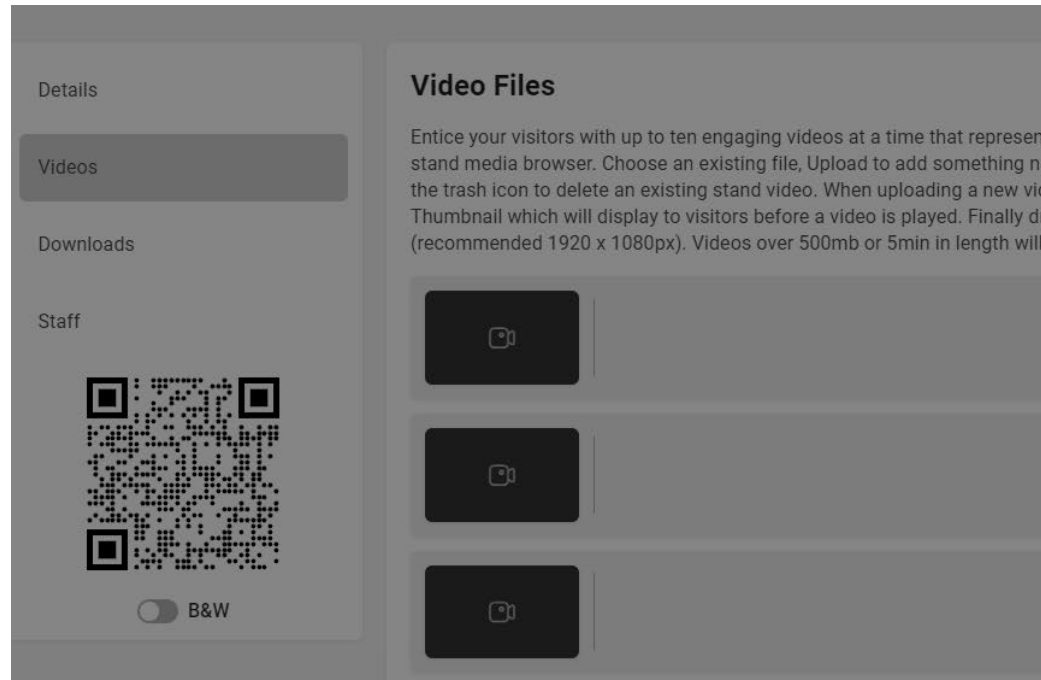 Details
Videos
Downloads
Staff
B&W
Video Files
Entice your visitors with up to ten engaging videos at a time that represen
stand media browser. Choose an existing file, Upload to add something n
the trash icon to delete an existing stand video. When uploading a new vi
Thumbnail which will display to visitors before a video is played. Finally d
(recommended 1920 x 1080px). Videos over 500mb or 5min in length will